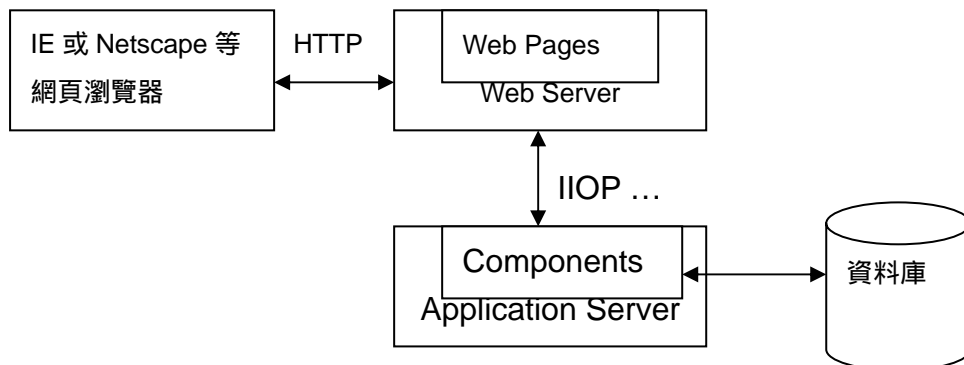 IE 或 Netscape 等
網頁瀏覽器
HTTP
Web Pages
Web Server
IIOP …
Components
Application Server
資料庫